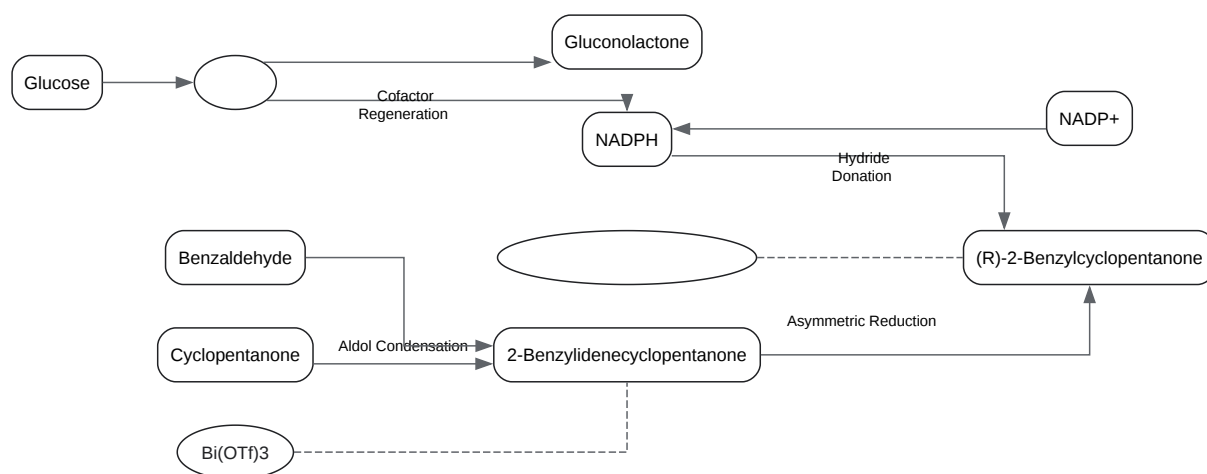 Gluconolactone
Glucose
Cofactor
Regeneration
NADPH
NADP+
Hydride
Donation
Benzaldehyde
(R)-2-Benzylcyclopentanone
Asymmetric Reduction
Cyclopentanone
Aldol Condensation
2-Benzylidenecyclopentanone
Bi(OTf)3